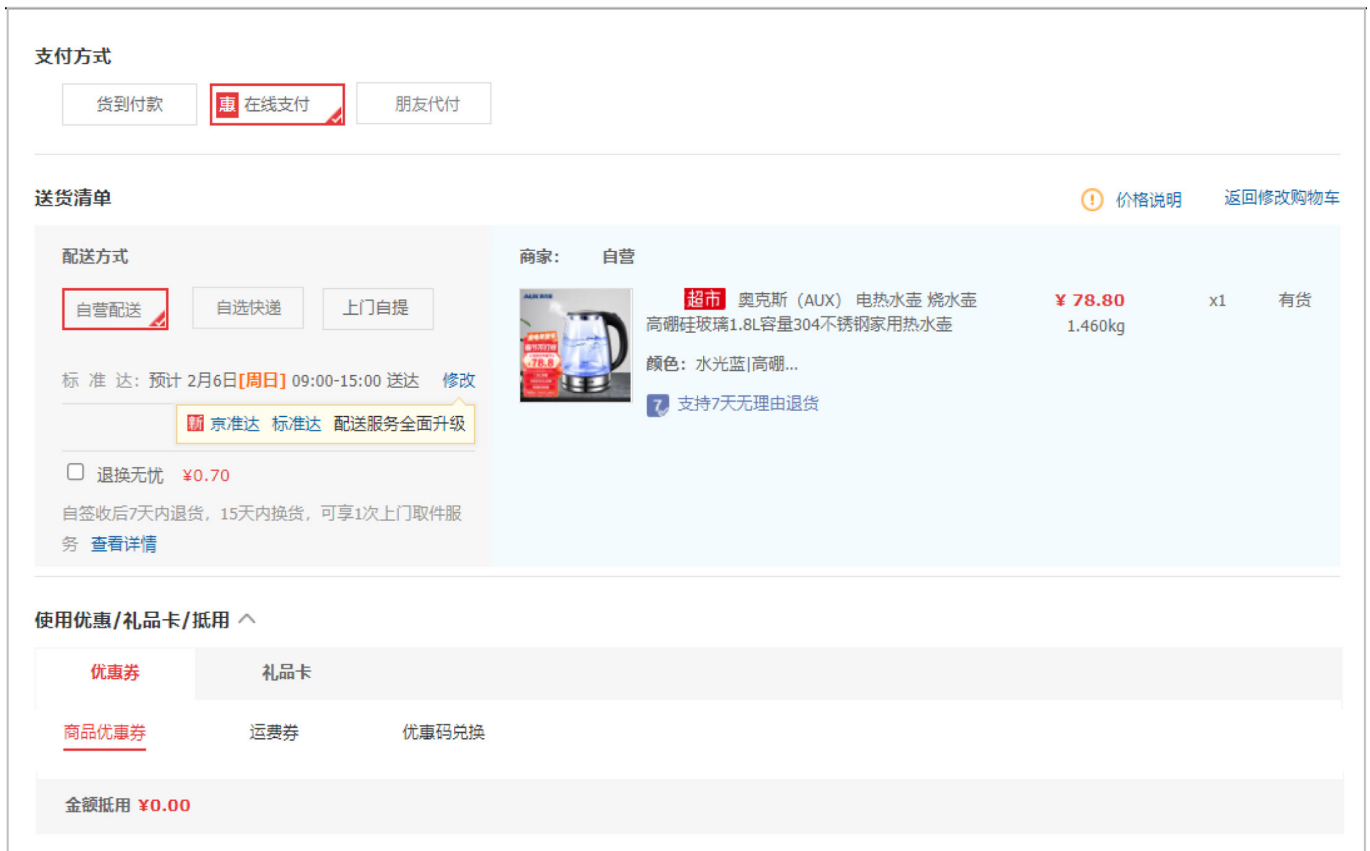 支付方式
货到付款
惠 在线支付
朋友代付
送货清单
价格说明 返回修改购物车
配送方式
自营配送 自选快递 上门自提
标 准 达: 预计 2月6日[周日] 09:00-15:00 送达 修改
新 京准达 标准达 配送服务全面升级
退换无忧 ¥0.70
自签收后7天内退货，15天内换货，可享1次上门取件服
务 查看详情
商家： 自营
AUX
78.8
超市 奥克斯（AUX） 电热水壶 烧水壶
高硼硅玻璃1.8L容量304不锈钢家用热水壶
¥ 78.80 x1 有货
1.460kg
颜色：水光蓝|高硼...
7 支持7天无理由退货
使用优惠/礼品卡/抵用
优惠券 礼品卡
商品优惠券 运费券 优惠码兑换
金额抵用 ¥0.00